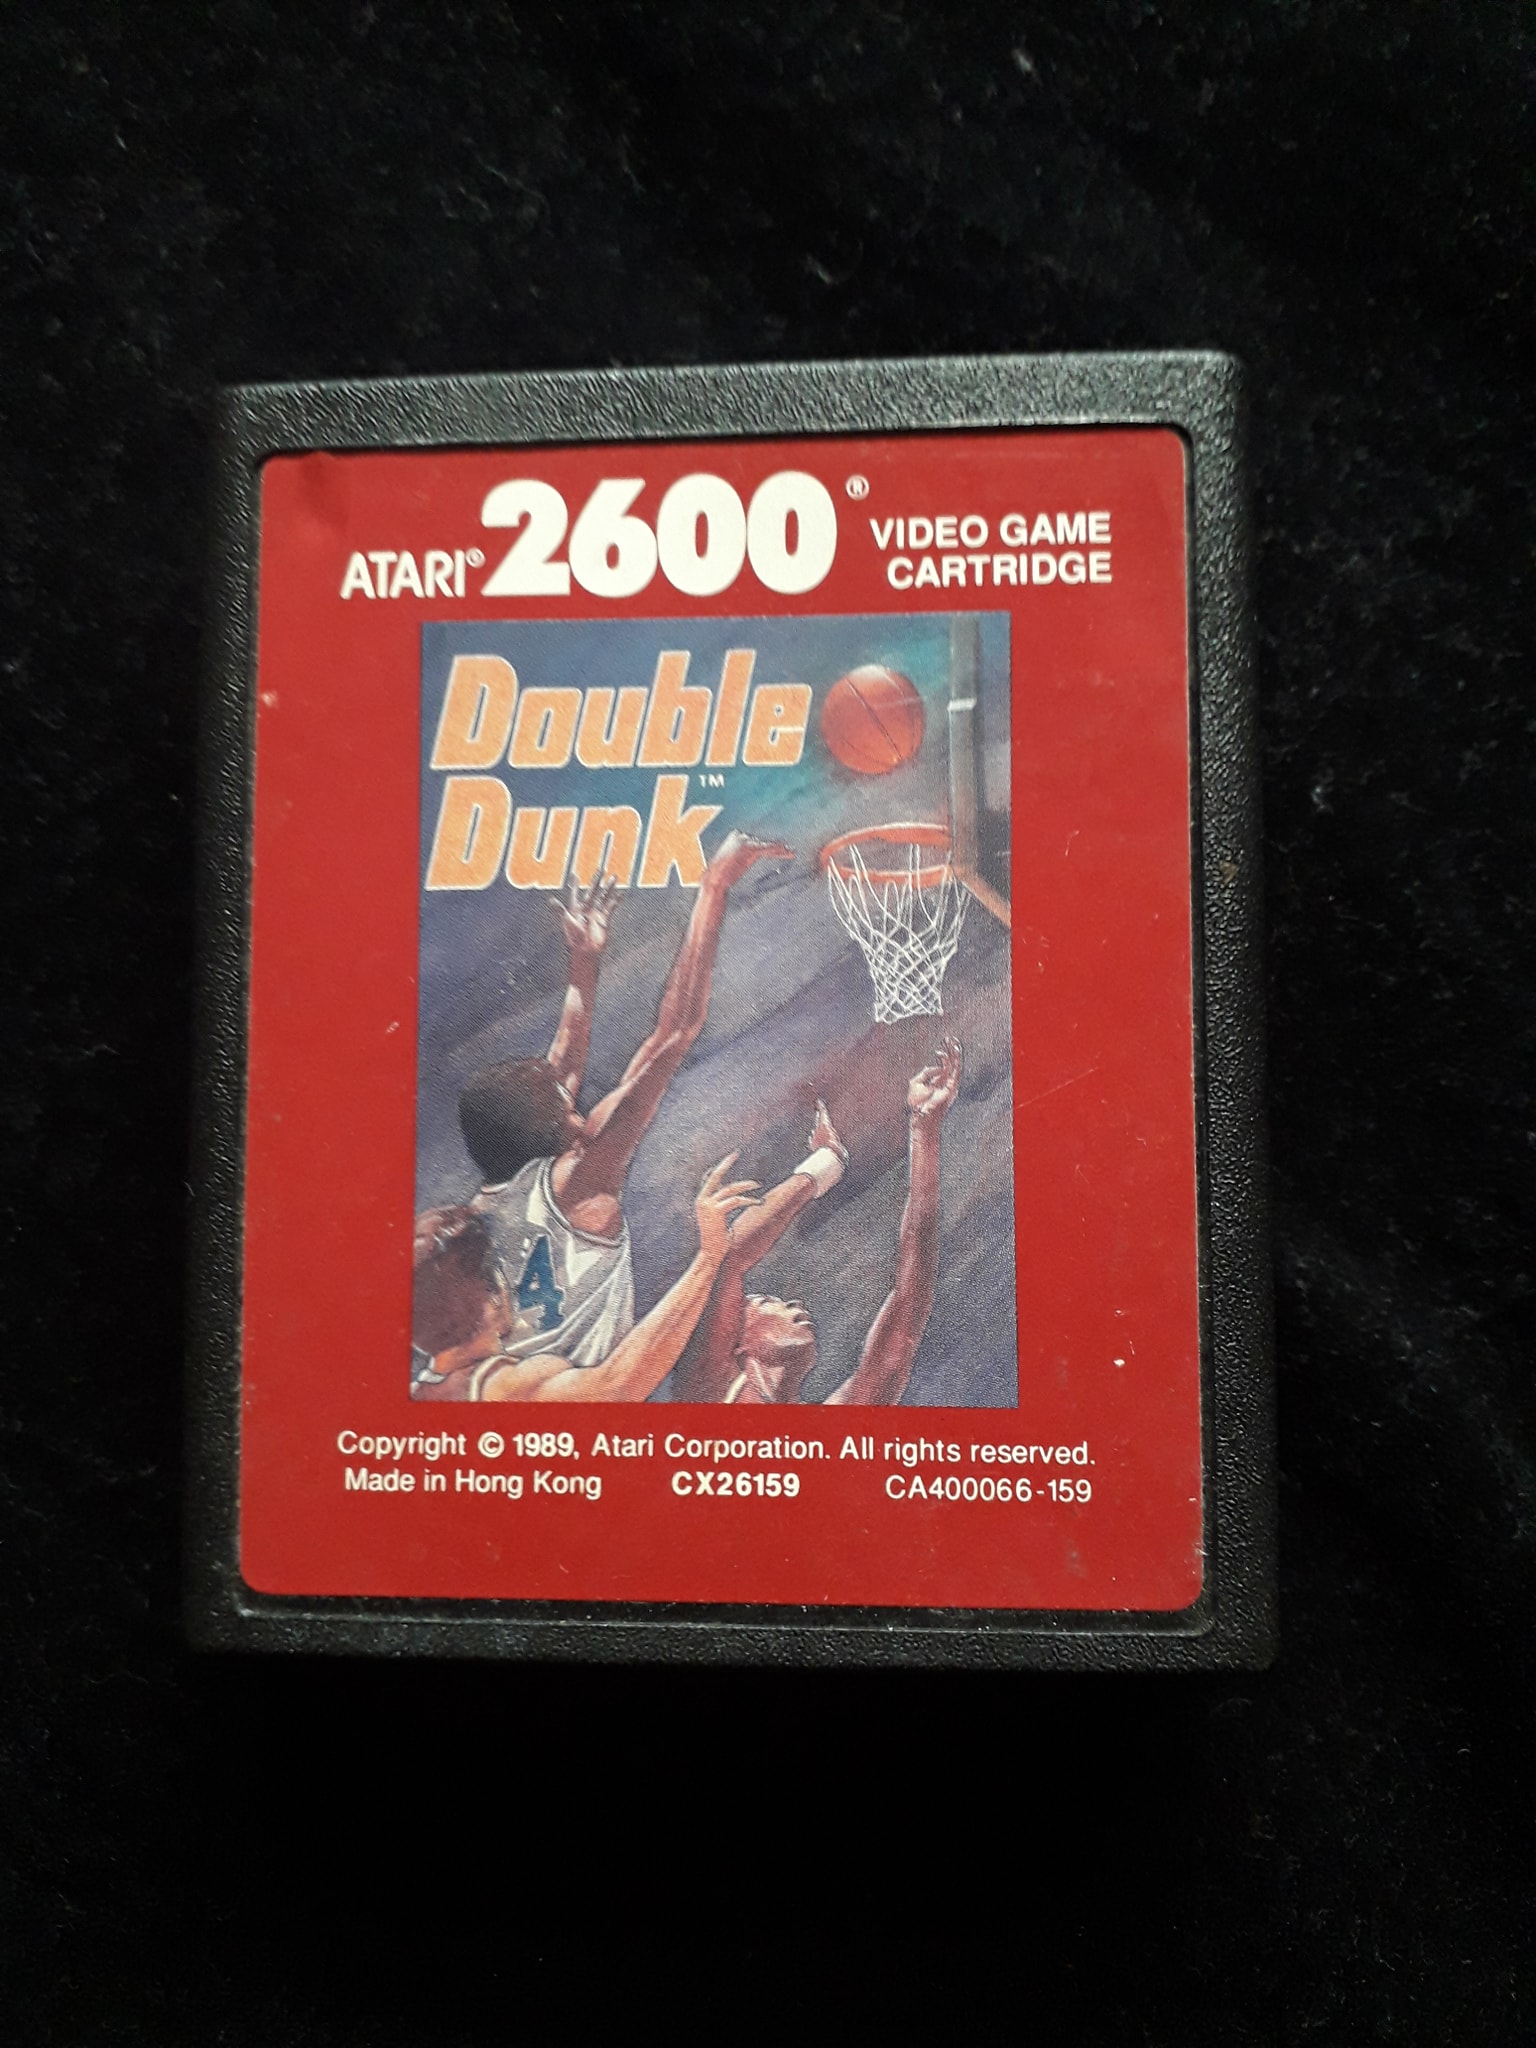 ATARI® 2600® VIDEO GAME
CARTRIDGE
Double
Dunk™
4
Copyright © 1989, Atari Corporation. All rights reserved.
Made in Hong Kong CX26159 CA400066-159